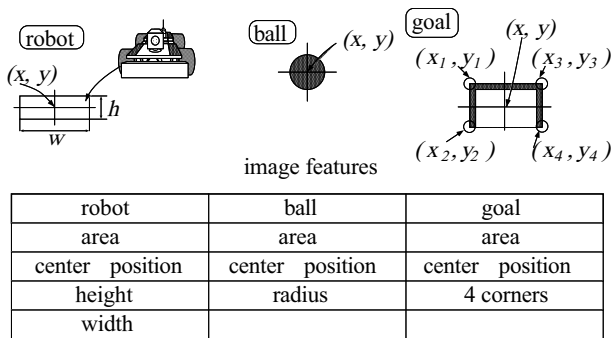 robot
ball
goal
(x, y)
(x, y)
(x, y)
(x₁, y₁)
(x₃, y₃)
h
w
(x₂, y₂)
(x₄, y₄)
image features
robot ball goal
area area area
center position center position center position
height radius 4 corners
width